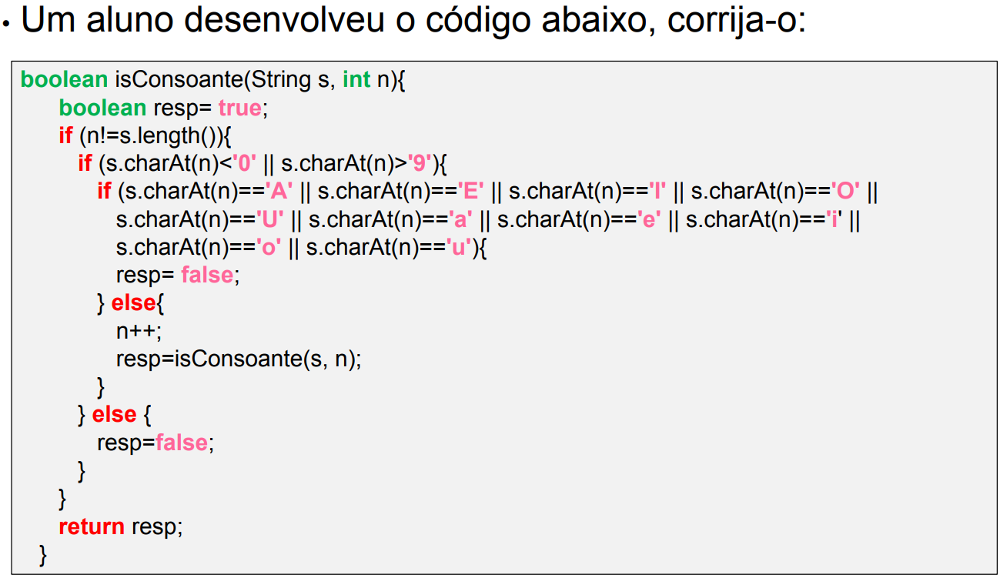 • Um aluno desenvolveu o código abaixo, corrija-o:
boolean isConsoante(String s, int n){
boolean resp= true;
if (n!=s.length()){
if (s.charAt(n)<'0' || s.charAt(n)>'9'){
if (s.charAt(n)=='A' || s.charAt(n)=='E' || s.charAt(n)=='I' || s.charAt(n)=='O' ||
s.charAt(n)=='U' || s.charAt(n)=='a' || s.charAt(n)=='e' || s.charAt(n)=='i' ||
s.charAt(n)=='o' || s.charAt(n)=='u'){
resp= false;
} else{
n++;
resp=isConsoante(s, n);
}
} else {
resp=false;
}
}
return resp;
}